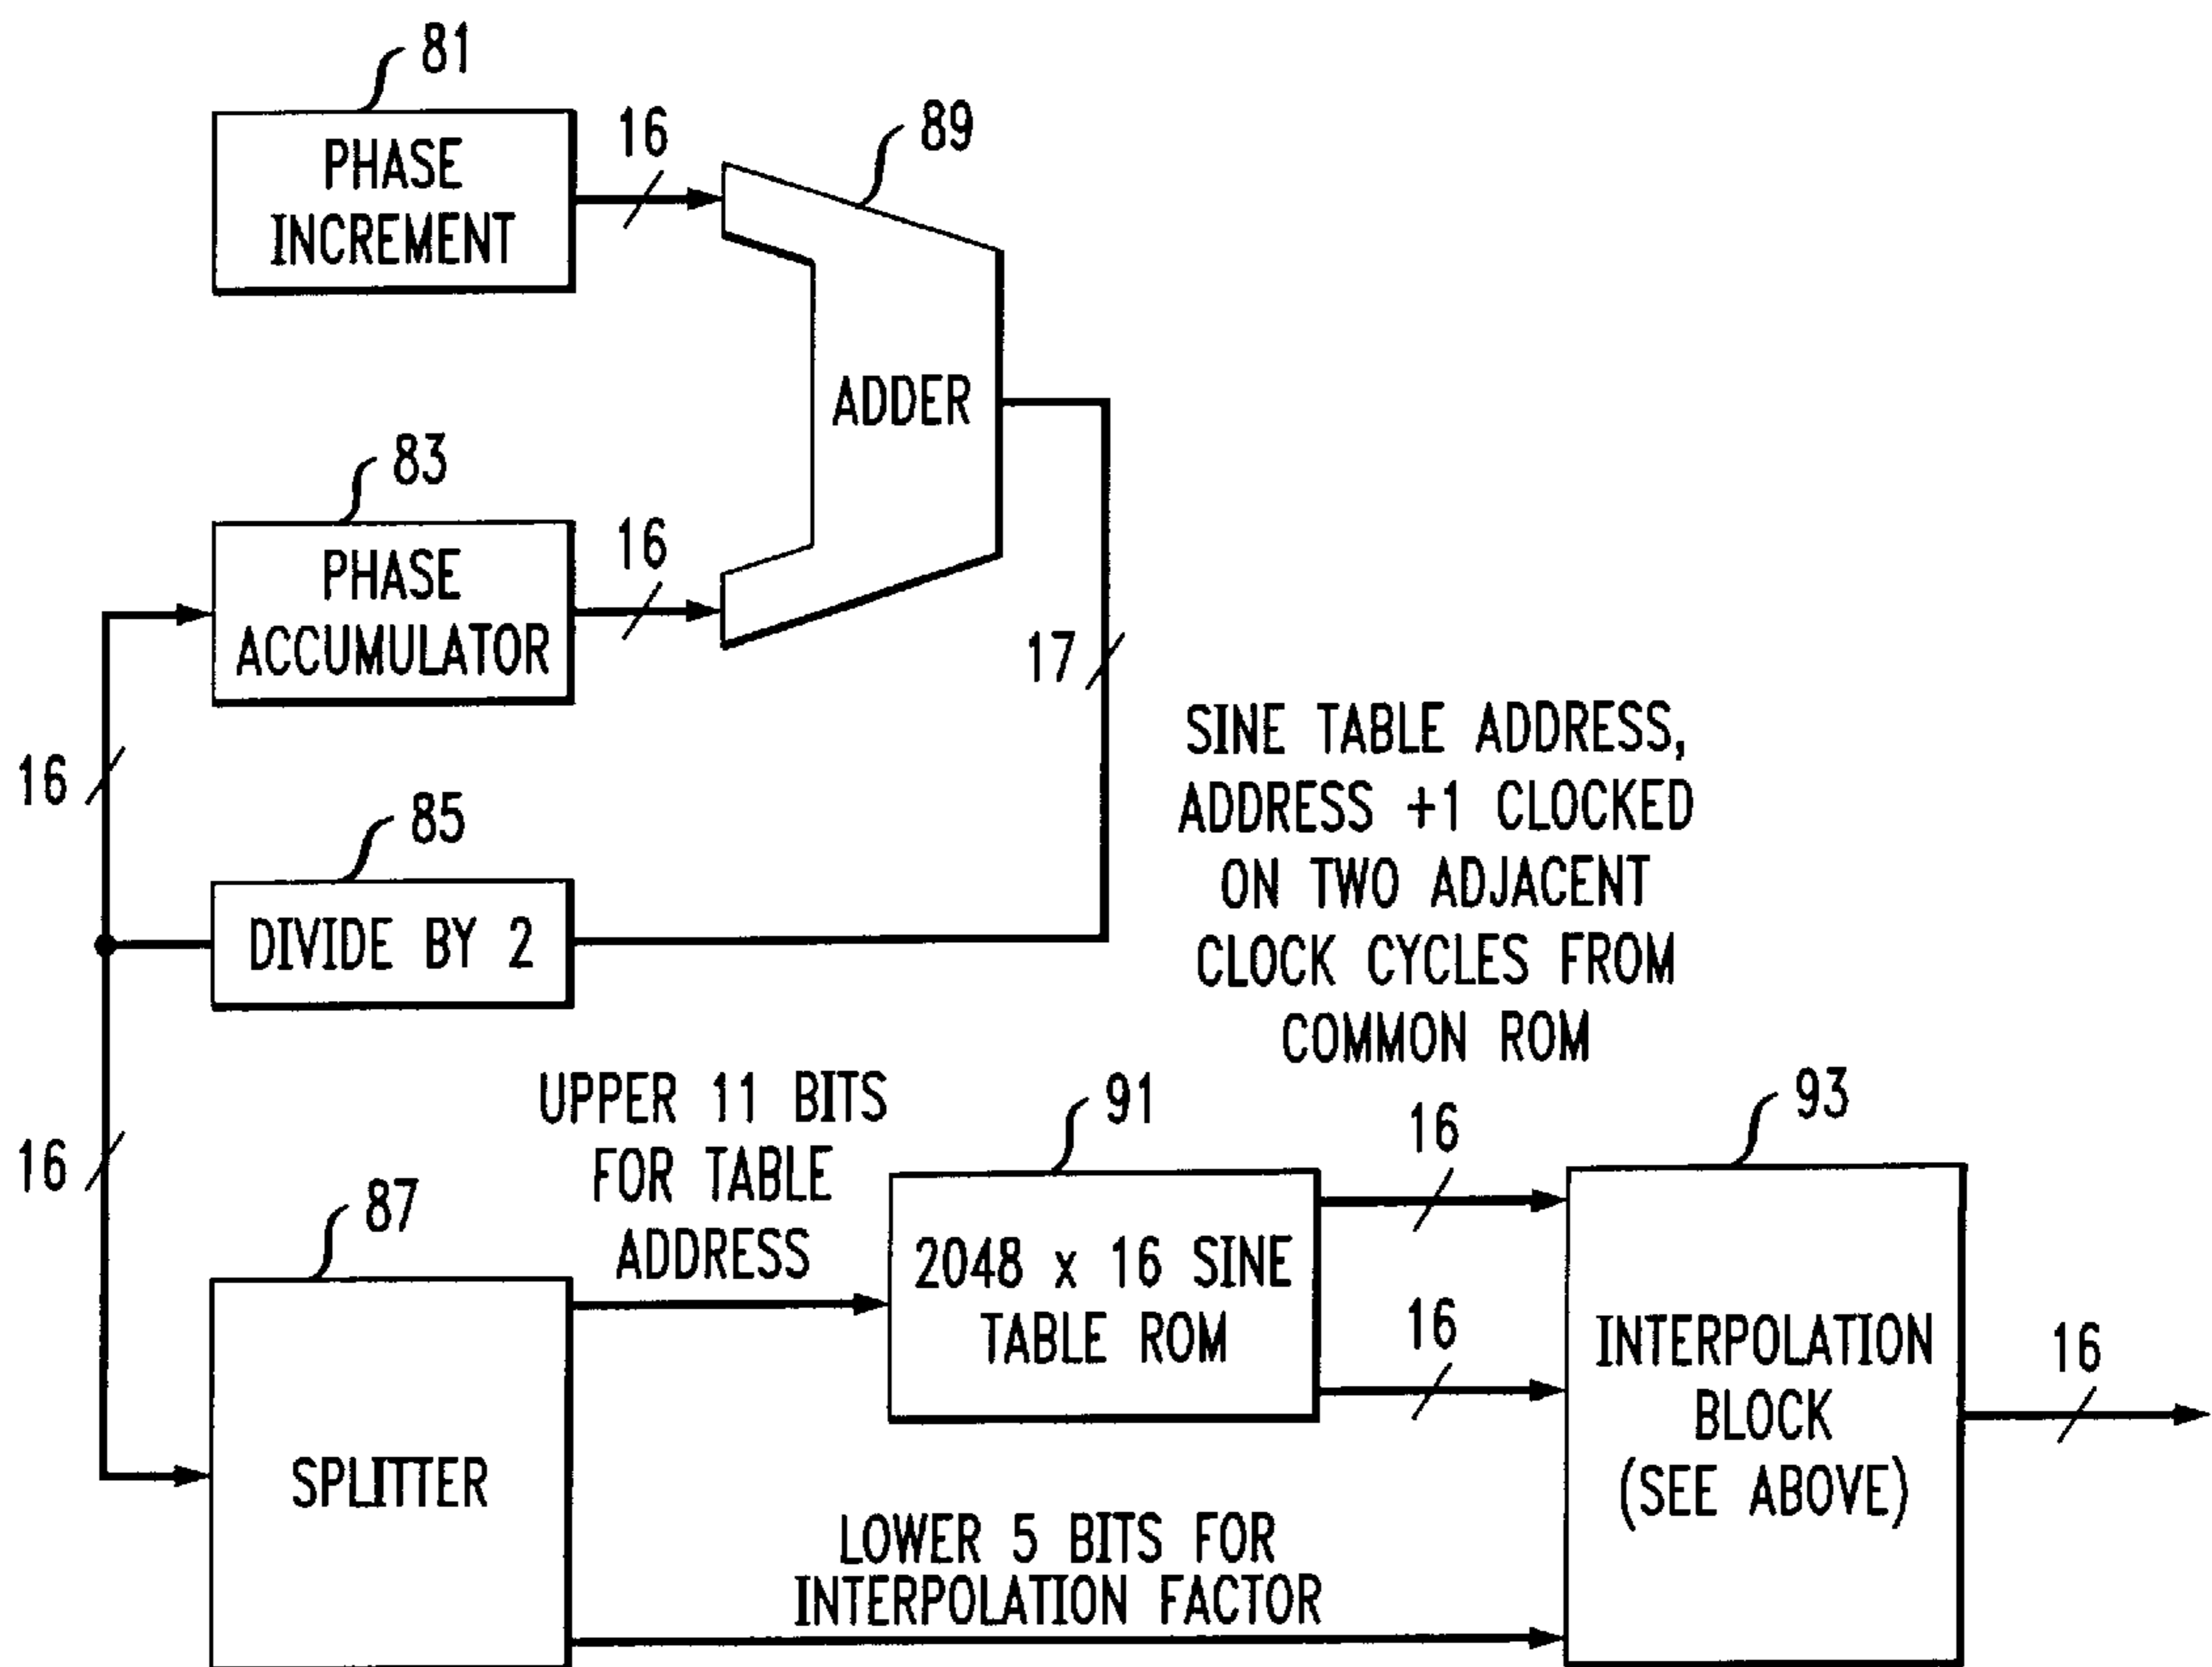 81
PHASE
INCREMENT
16
89
ADDER
83
PHASE
ACCUMULATOR
16
17
16
85
DIVIDE BY 2
SINE TABLE ADDRESS,
ADDRESS +1 CLOCKED
ON TWO ADJACENT
CLOCK CYCLES FROM
COMMON ROM
16
87
SPLITTER
UPPER 11 BITS
FOR TABLE
ADDRESS
91
2048 x 16 SINE
TABLE ROM
16
16
93
INTERPOLATION
BLOCK
(SEE ABOVE)
16
LOWER 5 BITS FOR
INTERPOLATION FACTOR